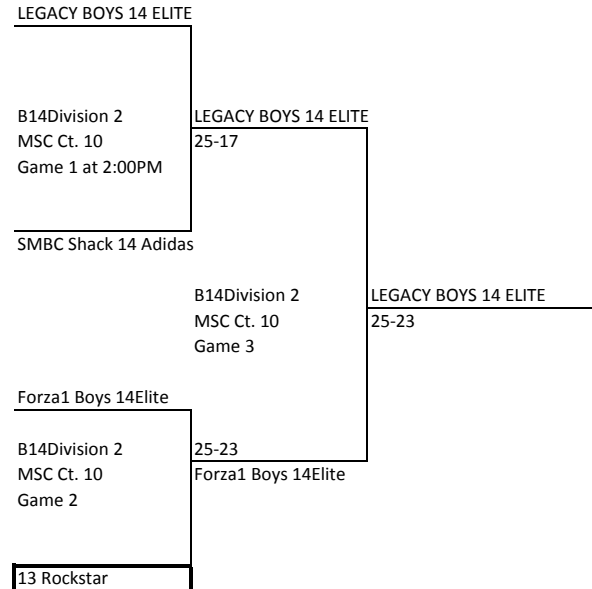 LEGACY BOYS 14 ELITE
B14Division 2
MSC Ct. 10
Game 1 at 2:00PM
LEGACY BOYS 14 ELITE
25-17
SMBC Shack 14 Adidas
B14Division 2
MSC Ct. 10
Game 3
LEGACY BOYS 14 ELITE
25-23
Forza1 Boys 14Elite
B14Division 2
MSC Ct. 10
Game 2
25-23
Forza1 Boys 14Elite
13 Rockstar